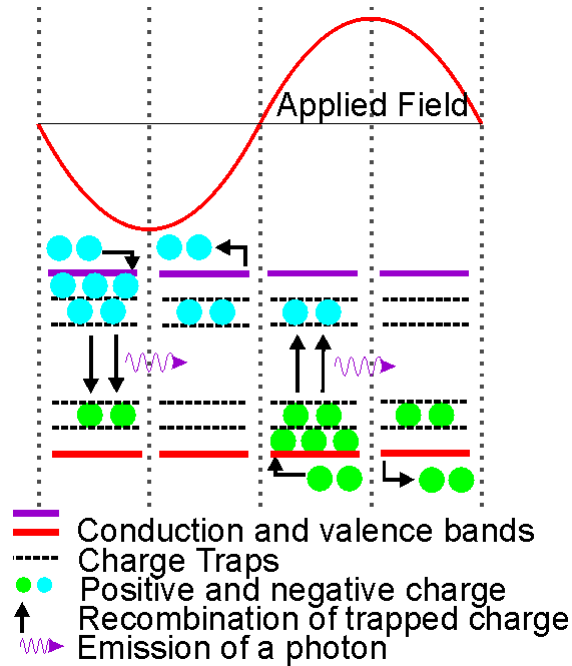 Applied Field
Conduction and valence bands
Charge Traps
Positive and negative charge
Recombination of trapped charge
Emission of a photon